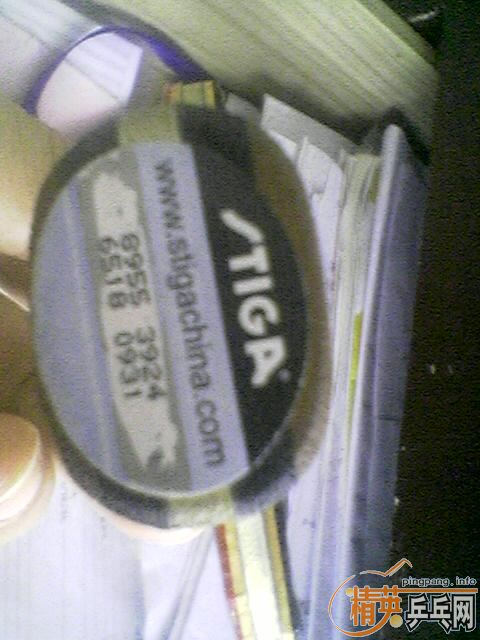 STIGA
www.stigachina.com
8955 3924
6518 0931
pingpang.info
精英乒乓网